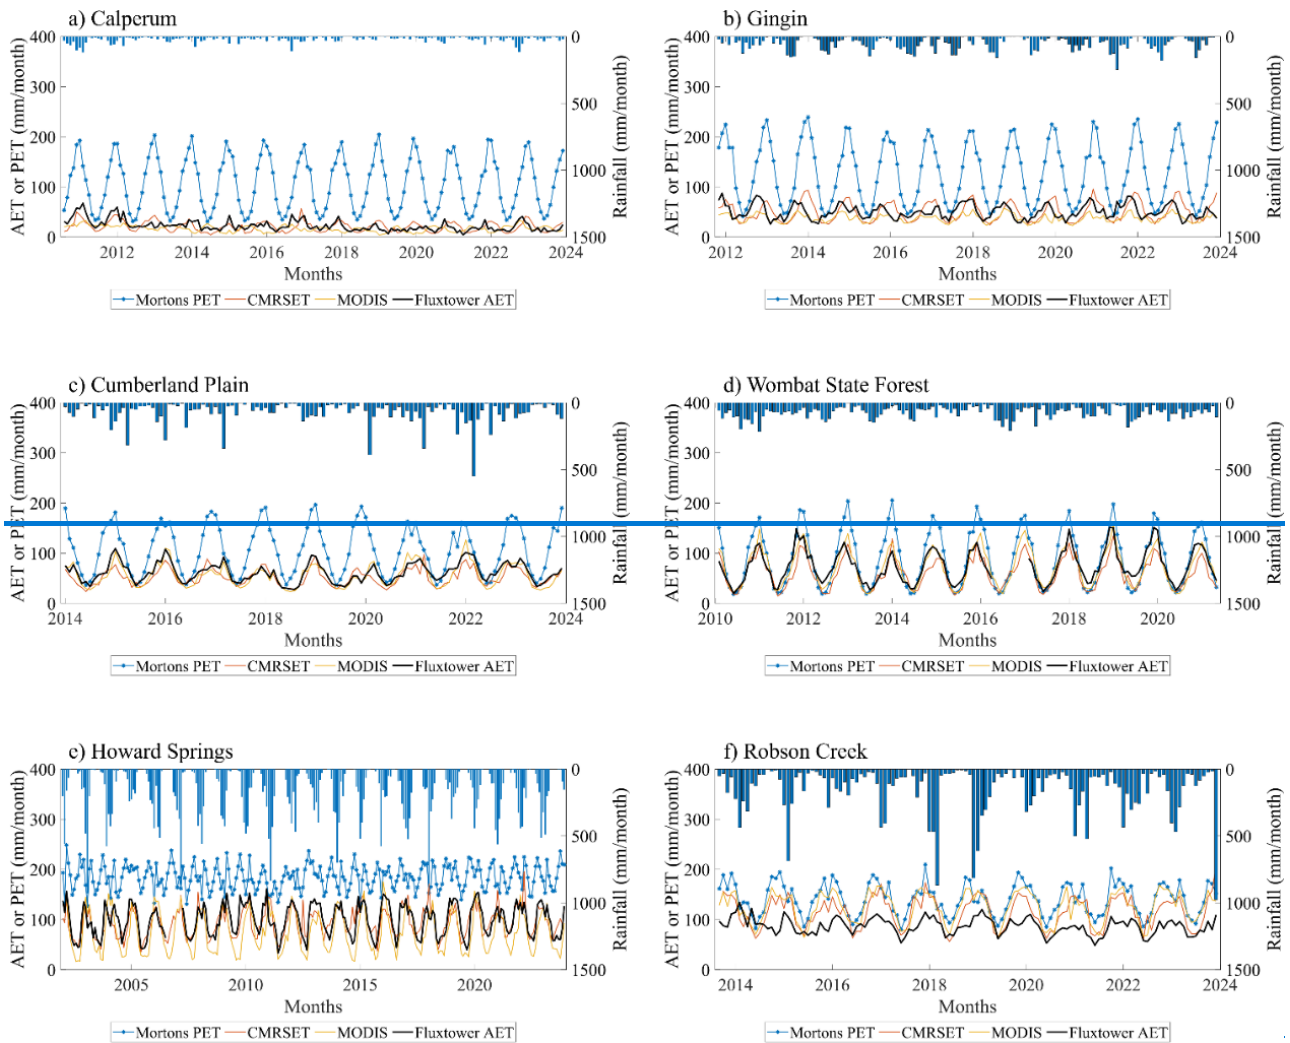 a) Calperum
b) Gingin
400 300 200 100 0
AET or PET (mm/month)
0 500 1000 1500
Rainfall (mm/month)
2012 2014 2016 2018 2020 2022 2024
Months
Mortons PET CMRSET MODIS Fluxtower AET
400 300 200 100 0
AET or PET (mm/month)
0 500 1000 1500
Rainfall (mm/month)
2012 2014 2016 2018 2020 2022 2024
Months
Mortons PET CMRSET MODIS Fluxtower AET
c) Cumberland Plain
d) Wombat State Forest
400 300 200 100 0
AET or PET (mm/month)
0 500 1000 1500
Rainfall (mm/month)
2014 2016 2018 2020 2022 2024
Months
Mortons PET CMRSET MODIS Fluxtower AET
400 300 200 100 0
AET or PET (mm/month)
0 500 1000 1500
Rainfall (mm/month)
2010 2012 2014 2016 2018 2020
Months
Mortons PET CMRSET MODIS Fluxtower AET
e) Howard Springs
f) Robson Creek
400 300 200 100 0
AET or PET (mm/month)
0 500 1000 1500
Rainfall (mm/month)
2005 2010 2015 2020
Months
Mortons PET CMRSET MODIS Fluxtower AET
400 300 200 100 0
AET or PET (mm/month)
0 500 1000 1500
Rainfall (mm/month)
2014 2016 2018 2020 2022 2024
Months
Mortons PET CMRSET MODIS Fluxtower AET